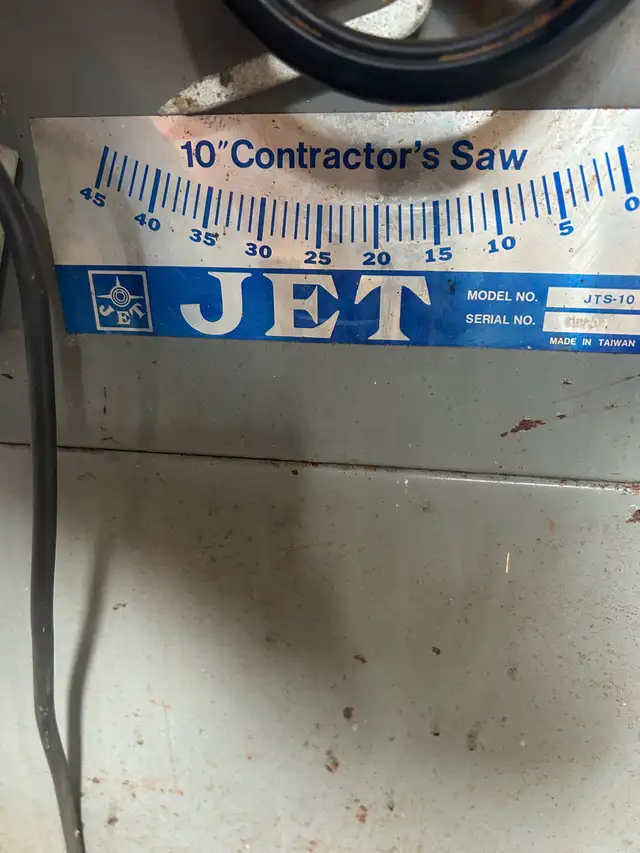 10" Contractor's Saw
45 40 35 30 25 20 15 10 5 0
JET JET
MODEL NO. JTS-10
SERIAL NO.
MADE IN TAIWAN